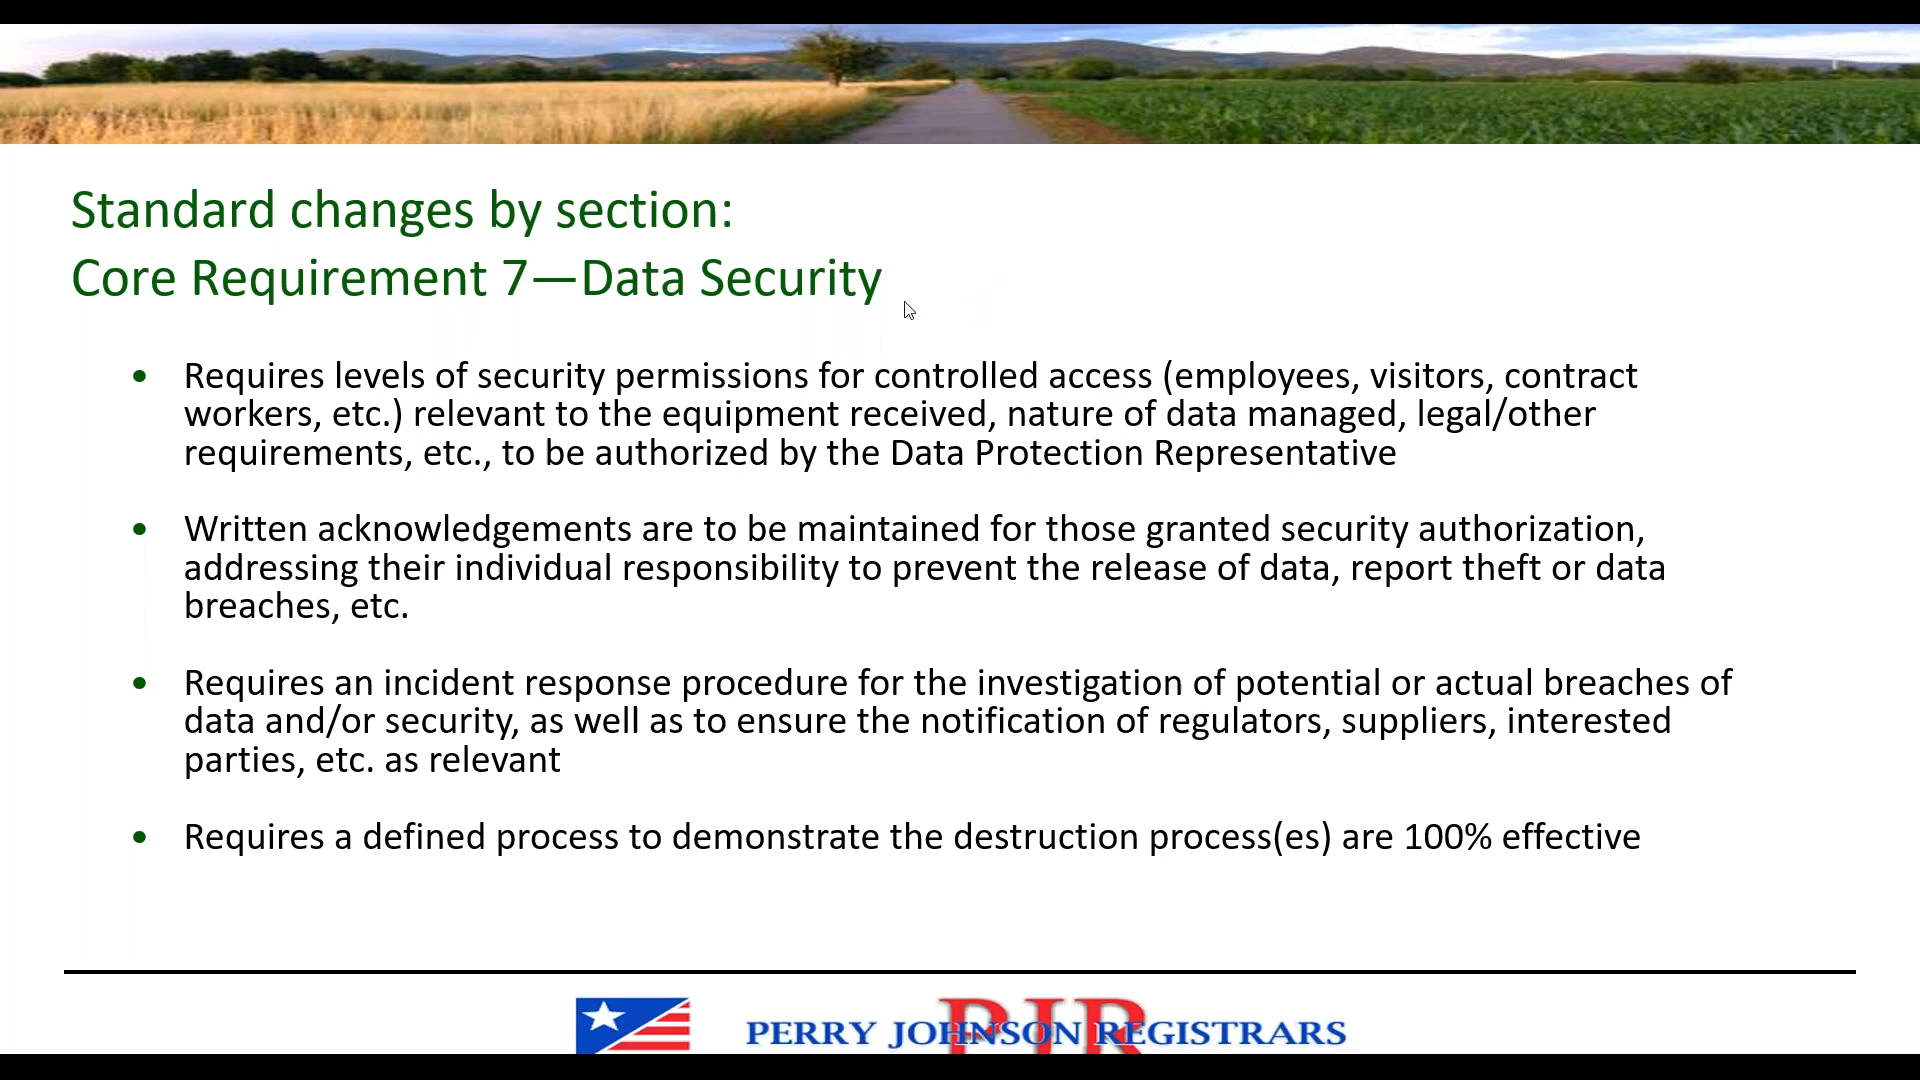 Standard changes by section:
Core Requirement 7—Data Security
• Requires levels of security permissions for controlled access (employees, visitors, contract
workers, etc.) relevant to the equipment received, nature of data managed, legal/other
requirements, etc., to be authorized by the Data Protection Representative
• Written acknowledgements are to be maintained for those granted security authorization,
addressing their individual responsibility to prevent the release of data, report theft or data
breaches, etc.
• Requires an incident response procedure for the investigation of potential or actual breaches of
data and/or security, as well as to ensure the notification of regulators, suppliers, interested
parties, etc. as relevant
• Requires a defined process to demonstrate the destruction process(es) are 100% effective
PJR
PERRY JOHNSON REGISTRARS